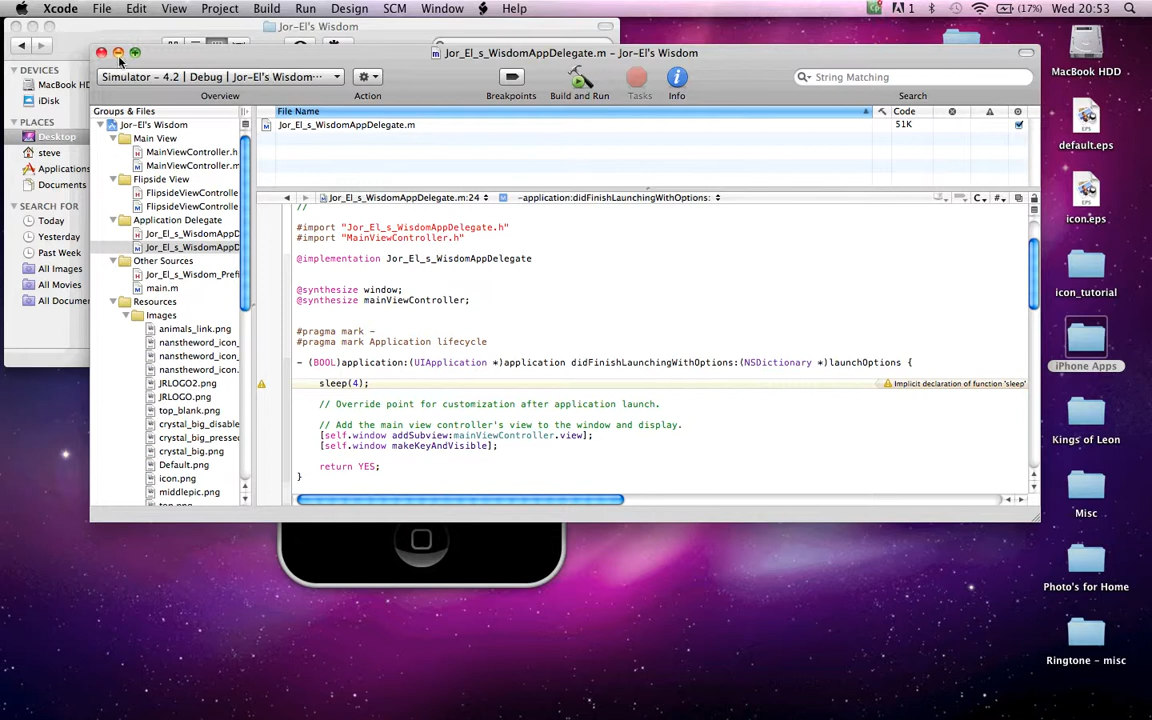 Xcode File Edit View Project Build Run Design SCM Window Help 1 (17%) Wed 20:53
Jor-El's Wisdom
Jor_El_s_WisdomAppDelegate.m - Jor-El's Wisdom
Simulator - 4.2 | Debug | Jor-El's Wisdom···
String Matching
Overview Action Breakpoints Build and Run Tasks Info Search
DEVICES
MacBook HD
iDisk
PLACES
Desktop
steve
Applications
Documents
SEARCH FOR
Today
Yesterday
Past Week
All Images
All Movies
All Documen
Groups & Files
Jor-El's Wisdom
Main View
MainViewController.h
MainViewController.m
Flipside View
FlipsideViewControlle
FlipsideViewControlle
Application Delegate
Jor_El_s_WisdomAppD
Jor_El_s_WisdomAppD
Other Sources
Jor_El_s_Wisdom_Prefi
main.m
Resources
Images
animals_link.png
nanstheword_icon_
nanstheword_icon.
JRLOGO2.png
JRLOGO.png
top_blank.png
crystal_big_disable
crystal_big_pressed
crystal_big.png
Default.png
icon.png
middlepic.png
top.png
File Name Code
Jor_El_s_WisdomAppDelegate.m 51K
Jor_El_s_WisdomAppDelegate.m:24 -application:didFinishLaunchingWithOptions: C #
//
#import "Jor_El_s_WisdomAppDelegate.h"
#import "MainViewController.h"
@implementation Jor_El_s_WisdomAppDelegate
@synthesize window;
@synthesize mainViewController;
#pragma mark -
#pragma mark Application lifecycle
- (BOOL)application:(UIApplication *)application didFinishLaunchingWithOptions:(NSDictionary *)launchOptions {
sleep(4); Implicit declaration of function 'sleep'
// Override point for customization after application launch.
// Add the main view controller's view to the window and display.
[self.window addSubview:mainViewController.view];
[self.window makeKeyAndVisible];
return YES;
}
MacBook HDD
EPS
default.eps
EPS
icon.eps
icon_tutorial
iPhone Apps
Kings of Leon
Misc
Photo's for Home
Ringtone - misc